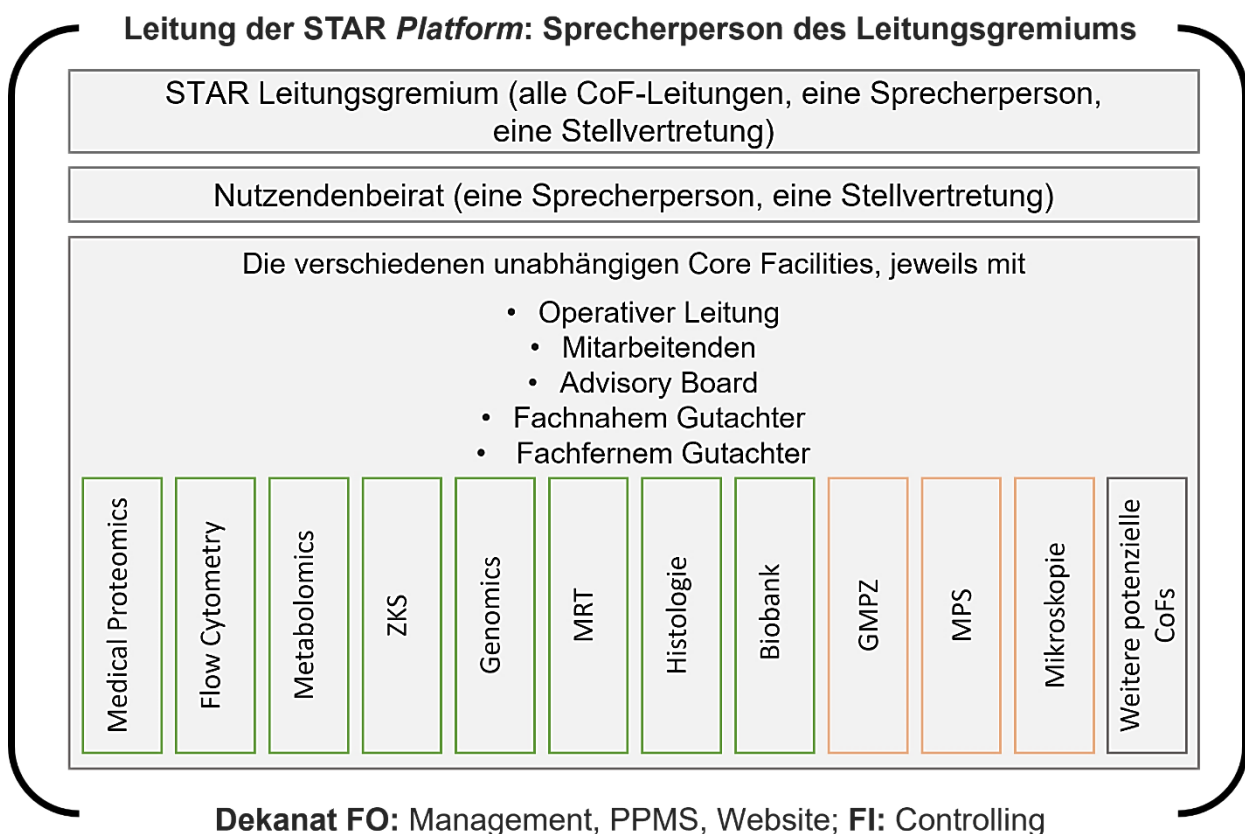 Leitung der STAR Platform: Sprecherperson des Leitungsgremiums
STAR Leitungsgremium (alle CoF-Leitungen, eine Sprecherperson,
eine Stellvertretung)
Nutzendenbeirat (eine Sprecherperson, eine Stellvertretung)
Die verschiedenen unabhängigen Core Facilities, jeweils mit
• Operativer Leitung
• Mitarbeitenden
• Advisory Board
• Fachnahem Gutachter
• Fachfernem Gutachter
Medical Proteomics
Flow Cytometry
Metabolomics
ZKS
Genomics
MRT
Histologie
Biobank
GMPZ
MPS
Mikroskopie
Weitere potenzielle
CoFs
Dekanat FO: Management, PPMS, Website; FI: Controlling